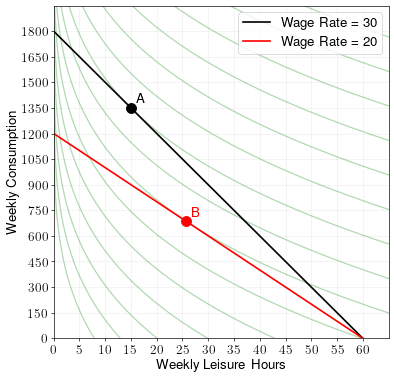 Wage Rate = 30
Wage Rate = 20
A
B
Weekly Consumption
1800
1650
1500
1350
1200
1050
900
750
600
450
300
150
0
0 5 10 15 20 25 30 35 40 45 50 55 60
Weekly Leisure Hours